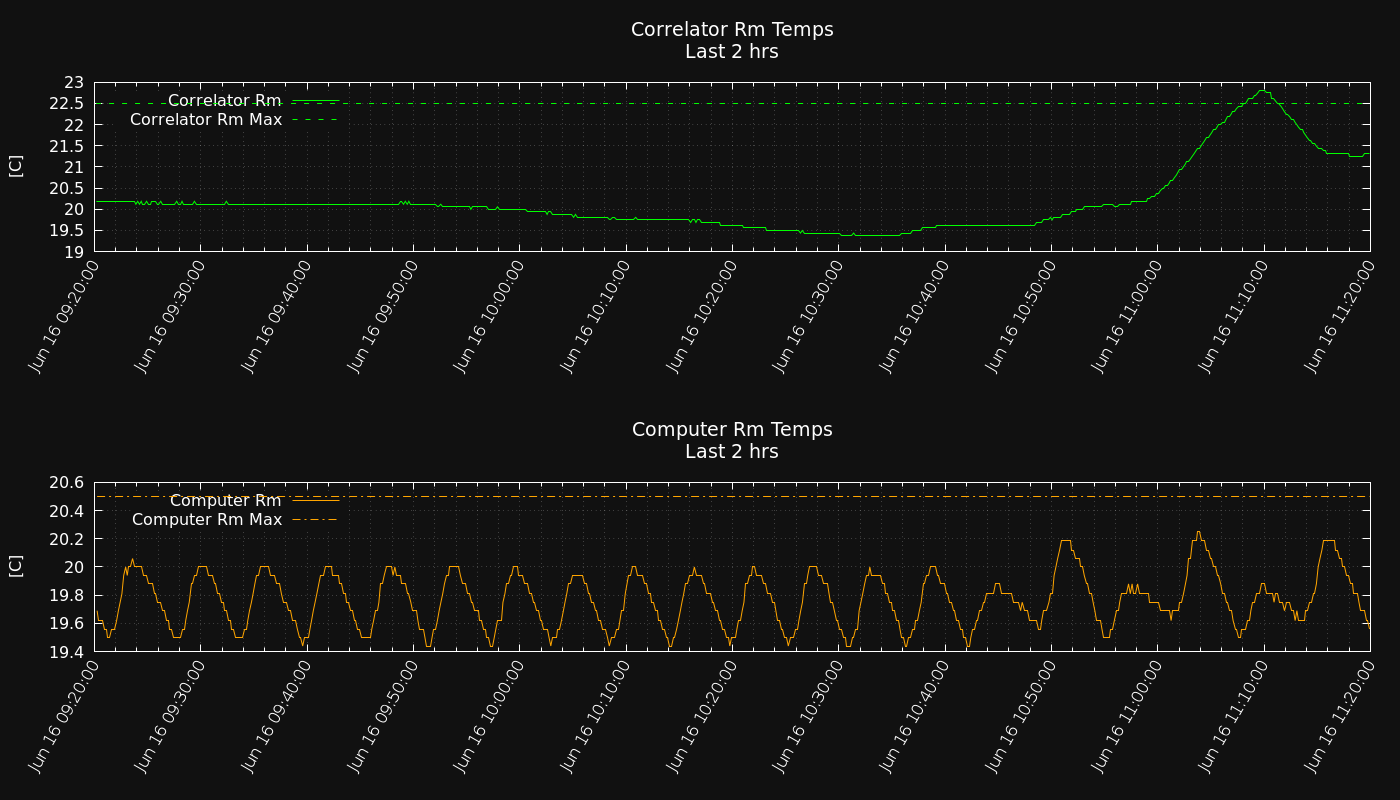 Correlator Rm Temps
Last 2 hrs
[C]
23
22.5
22
21.5
21
20.5
20
19.5
19
Correlator Rm
Correlator Rm Max
Jun 16 09:20:00
Jun 16 09:30:00
Jun 16 09:40:00
Jun 16 09:50:00
Jun 16 10:00:00
Jun 16 10:10:00
Jun 16 10:20:00
Jun 16 10:30:00
Jun 16 10:40:00
Jun 16 10:50:00
Jun 16 11:00:00
Jun 16 11:10:00
Jun 16 11:20:00
Computer Rm Temps
Last 2 hrs
[C]
20.6
20.4
20.2
20
19.8
19.6
19.4
Computer Rm
Computer Rm Max
Jun 16 09:20:00
Jun 16 09:30:00
Jun 16 09:40:00
Jun 16 09:50:00
Jun 16 10:00:00
Jun 16 10:10:00
Jun 16 10:20:00
Jun 16 10:30:00
Jun 16 10:40:00
Jun 16 10:50:00
Jun 16 11:00:00
Jun 16 11:10:00
Jun 16 11:20:00